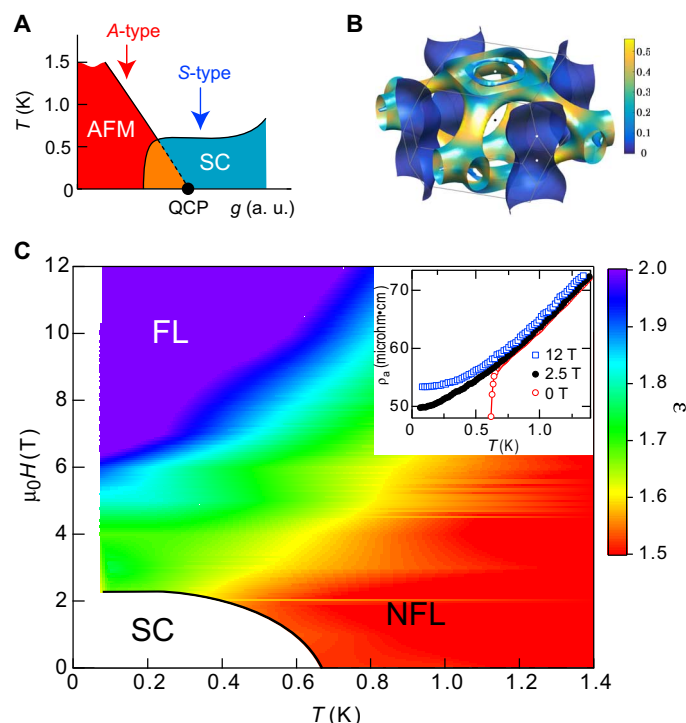 A
A-type
S-type
T (K)
1.5
1.0
0.5
0
AFM
SC
QCP
g (a. u.)
B
0.5
0.4
0.3
0.2
0.1
0
C
μ₀H (T)
12
10
8
6
4
2
0
FL
SC
NFL
0 0.2 0.4 0.6 0.8 1.0 1.2 1.4
T (K)
ρa (microhm•cm)
70
60
50
12 T
2.5 T
0 T
0 0.5 1.0
T (K)
2.0
1.9
1.8
1.7
1.6
1.5
ε